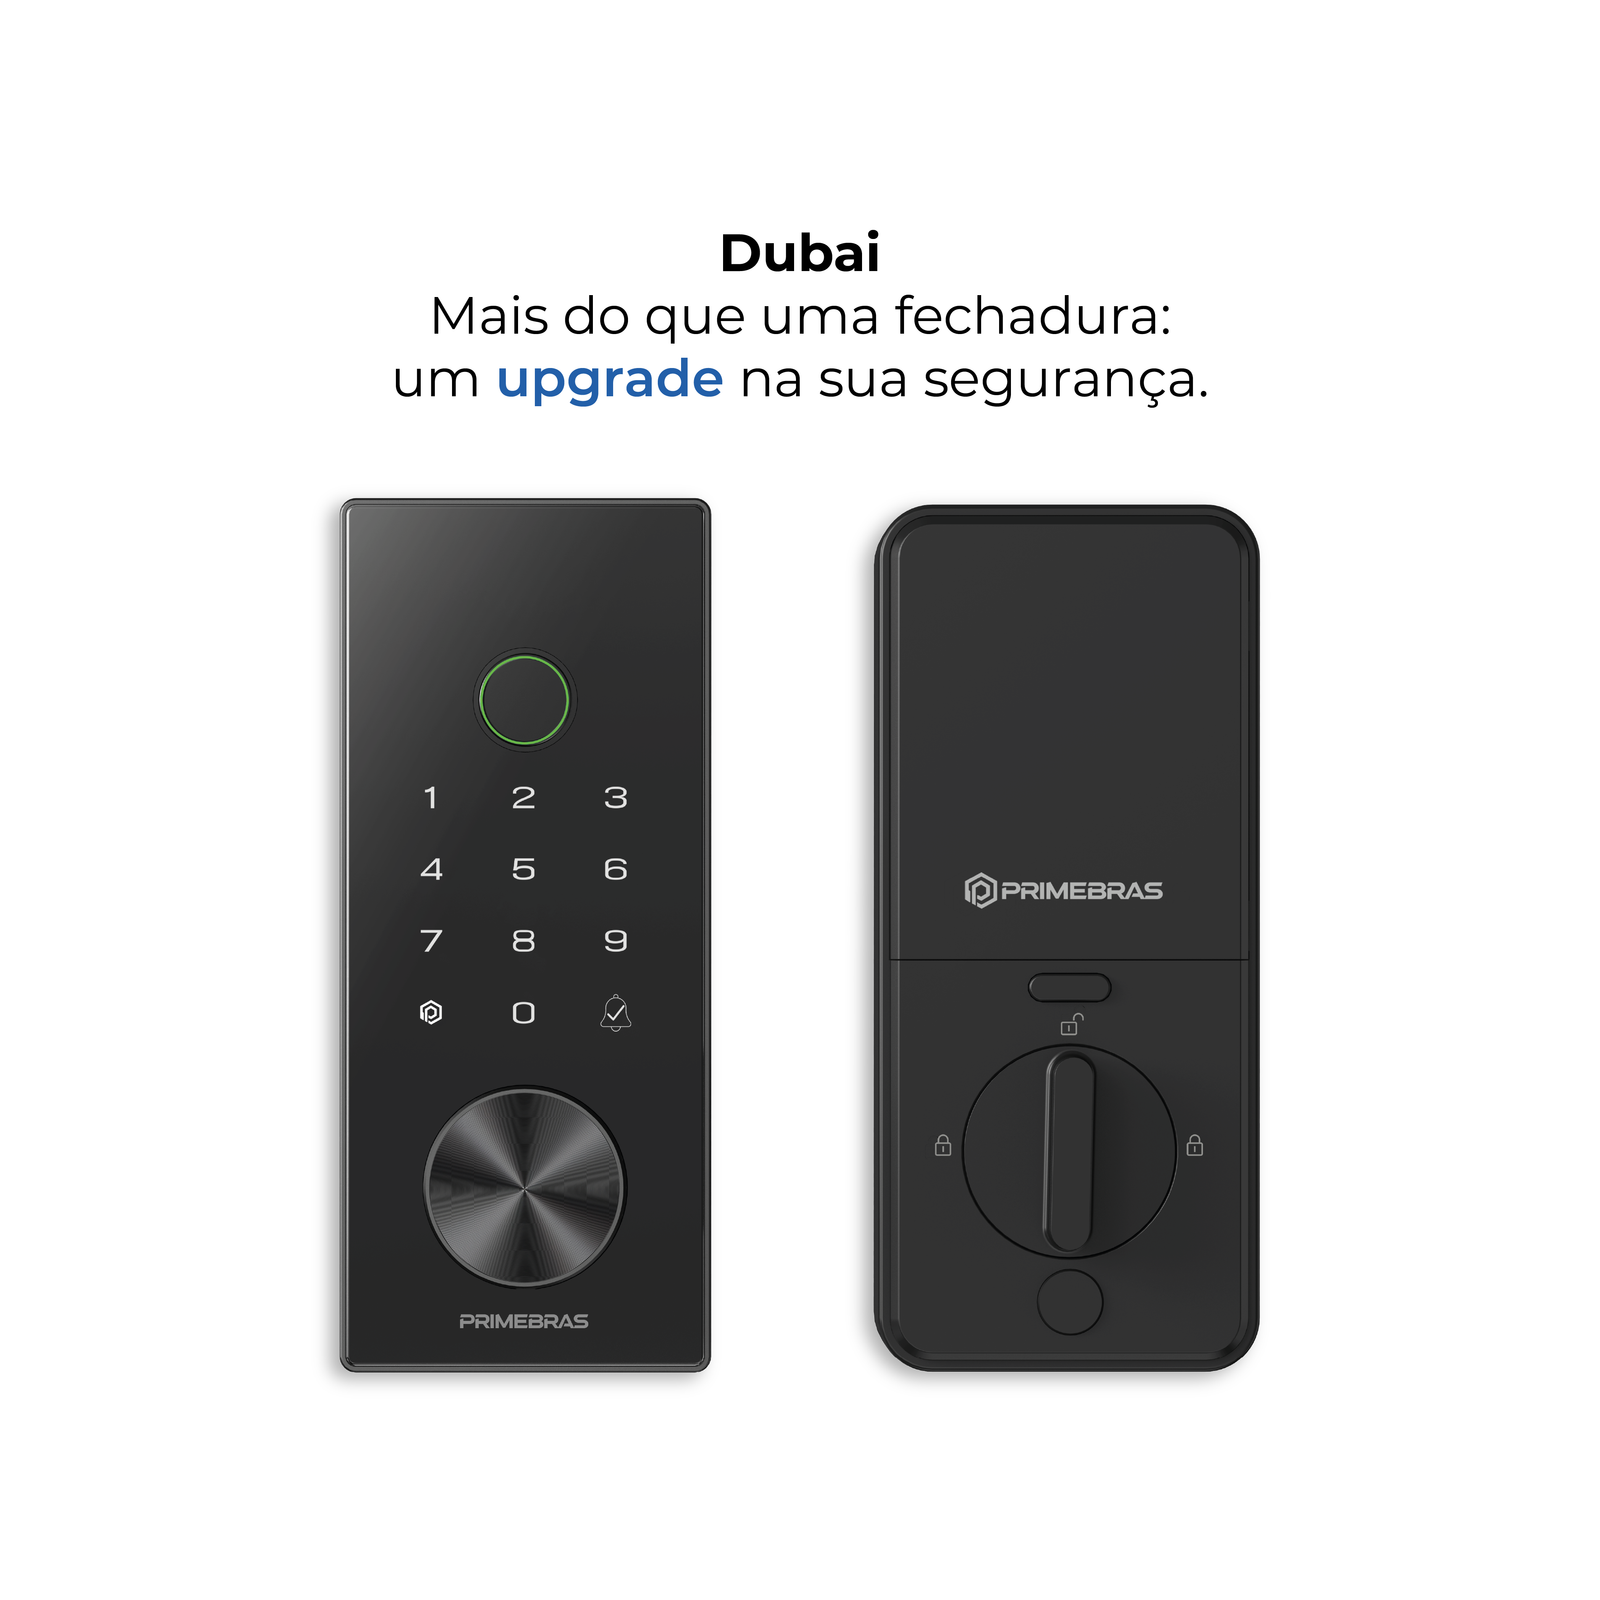 Dubai
Mais do que uma fechadura:
um upgrade na sua segurança.
1 2 3
4 5 6
7 8 9
0
PRIMEBRAS
PRIMEBRAS